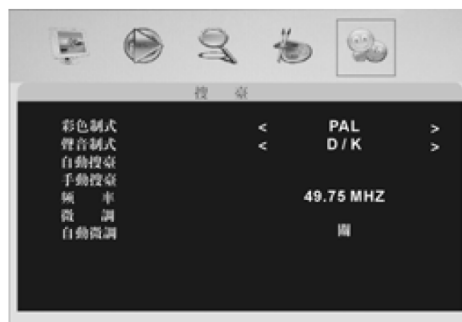 搜 臺
彩色制式 < PAL >
聲音制式 < D / K >
自動搜臺
手動搜臺
頻 率 49.75 MHZ
微 調
自動微調 關